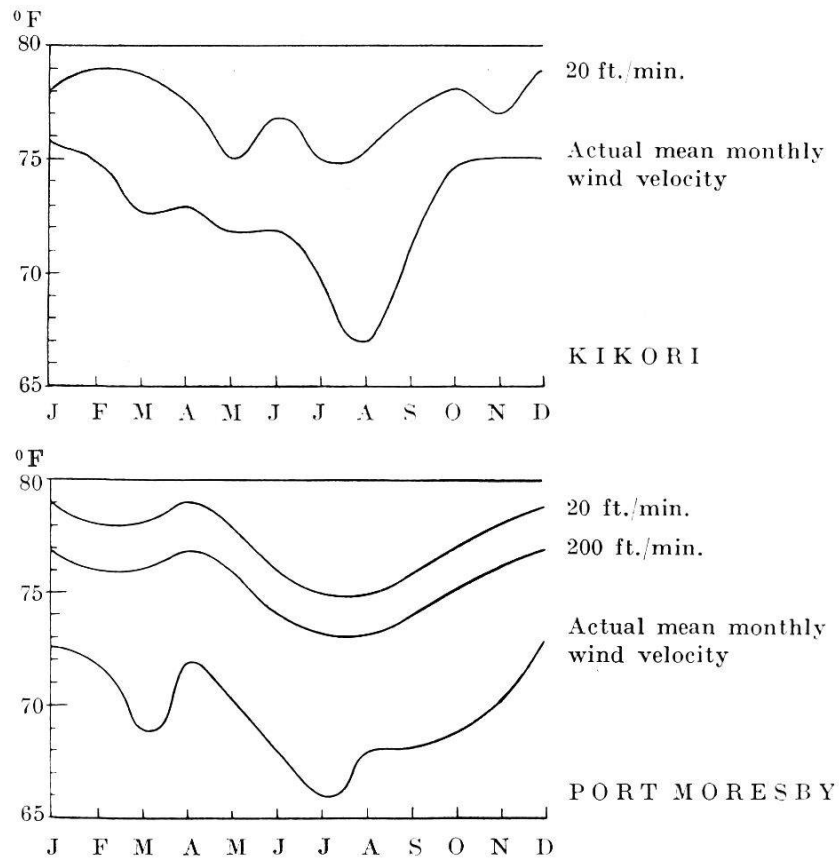 °F
80
20 ft./min.
75
Actual mean monthly
wind velocity
70
KIKORI
65
J F M A M J J A S O N D
°F
80
20 ft./min.
200 ft./min.
75
Actual mean monthly
wind velocity
70
PORT MORESBY
65
J F M A M J J A S O N D